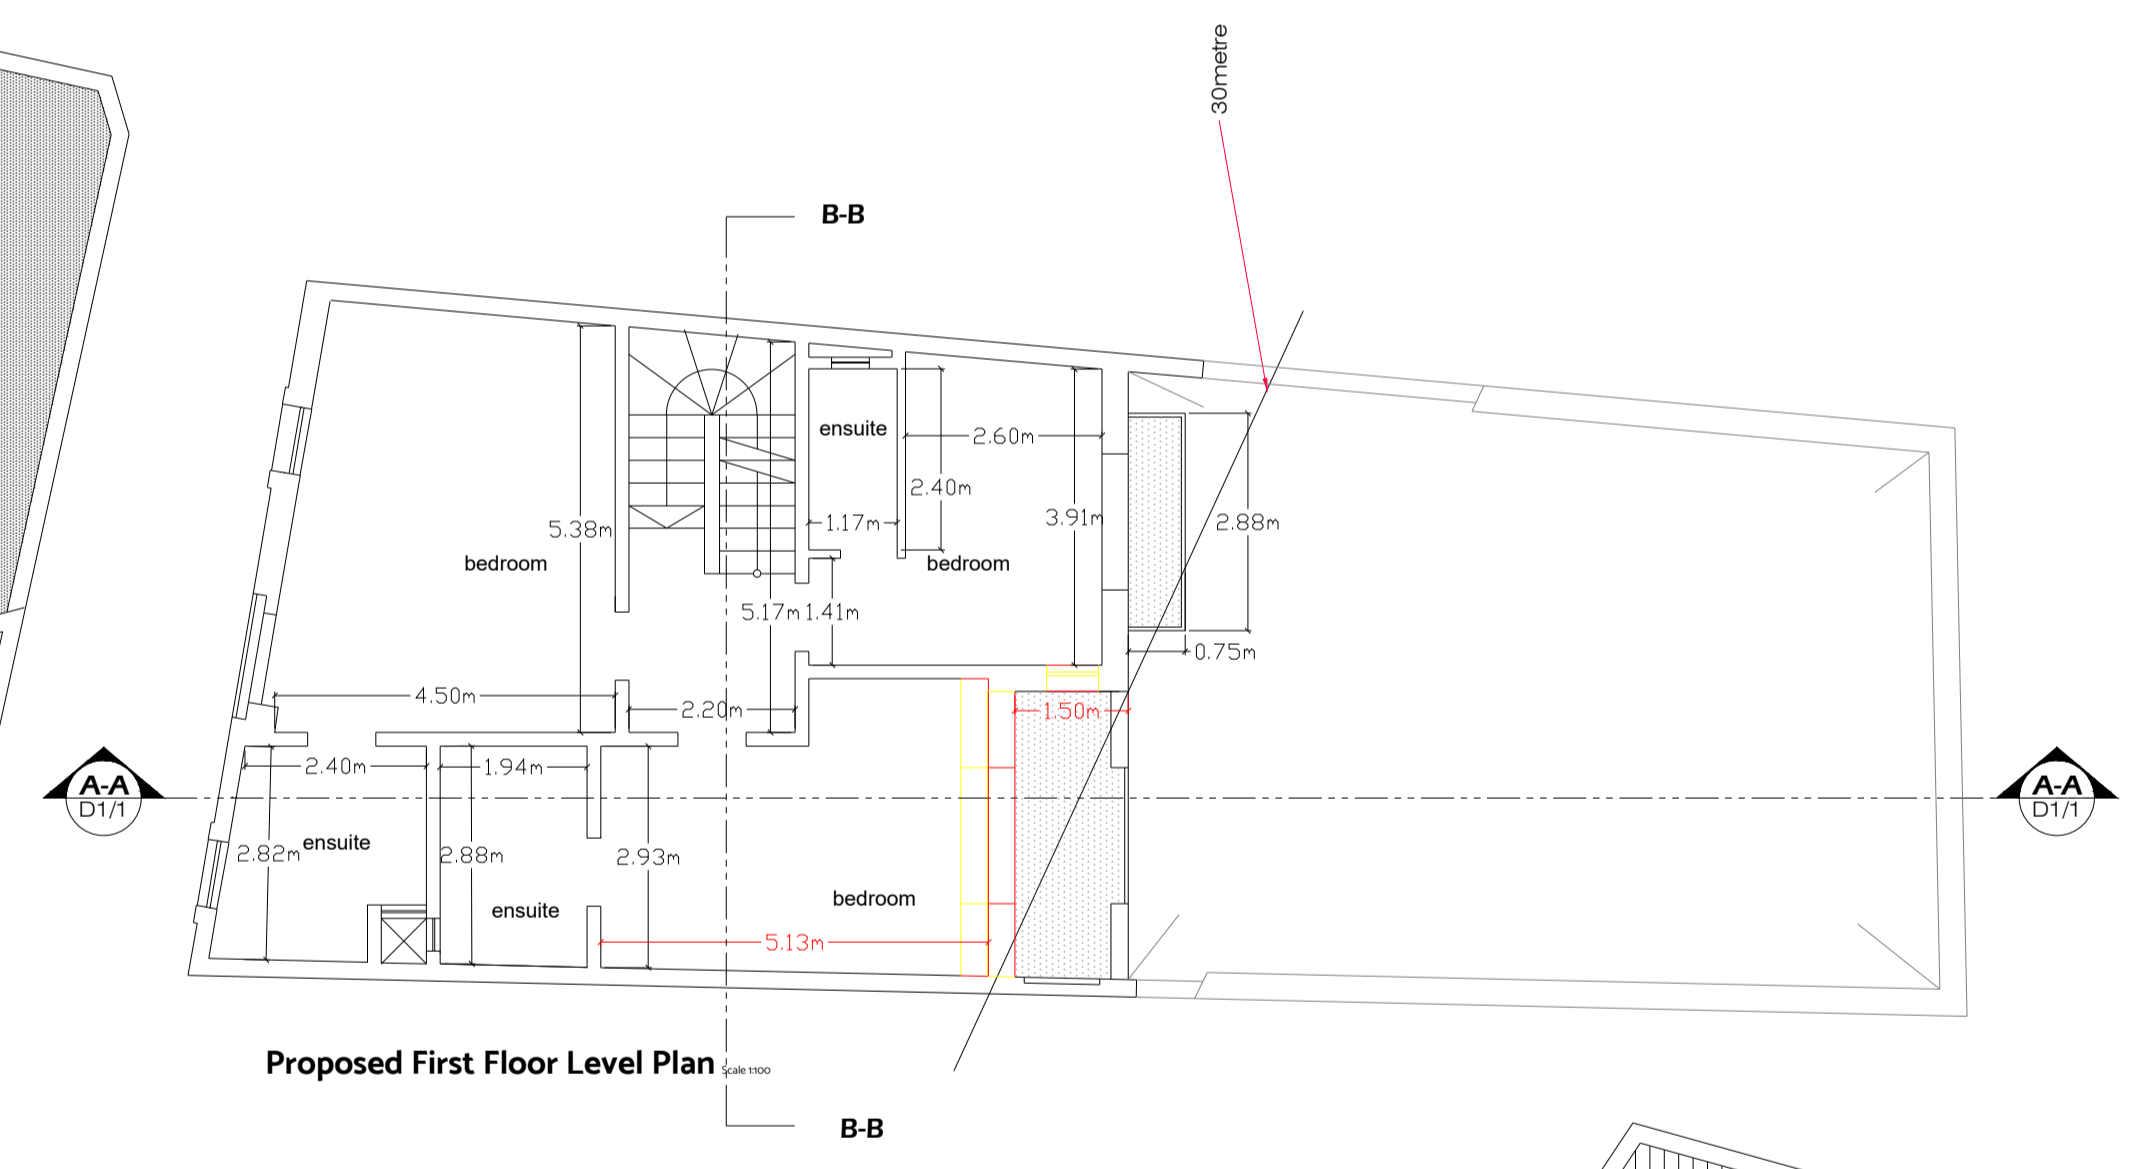 30metre
B-B
ensuite
2.60m
2.40m
1.17m
3.91m
2.88m
5.38m
bedroom
bedroom
5.17m
1.41m
0.75m
4.50m
2.20m
1.50m
2.40m
1.94m
A-A
D1/1
A-A
D1/1
ensuite
2.82m
2.88m
2.93m
bedroom
ensuite
5.13m
Proposed First Floor Level Plan Scale 1:100
B-B